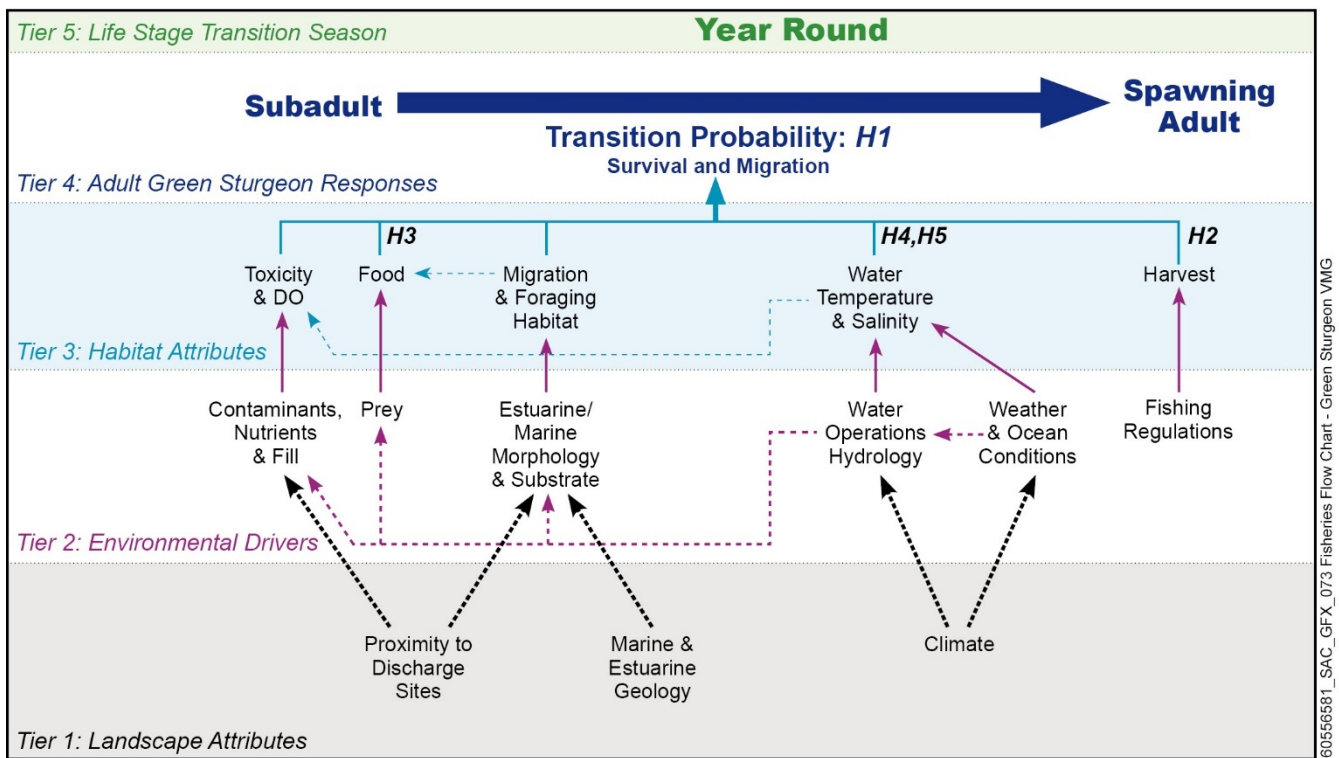 Tier 5: Life Stage Transition Season
Year Round
Subadult
Spawning
Adult
Transition Probability: H1
Survival and Migration
Tier 4: Adult Green Sturgeon Responses
H3
H4,H5
H2
Toxicity
& DO
Food
Migration
& Foraging
Habitat
Water
Temperature
& Salinity
Harvest
Tier 3: Habitat Attributes
Contaminants,
Nutrients
& Fill
Prey
Estuarine/
Marine
Morphology
& Substrate
Water
Operations
Hydrology
Weather
& Ocean
Conditions
Fishing
Regulations
Tier 2: Environmental Drivers
Proximity to
Discharge
Sites
Marine &
Estuarine
Geology
Climate
Tier 1: Landscape Attributes
60556581_SAC_GFX_073 Fisheries Flow Chart - Green Sturgeon VMG